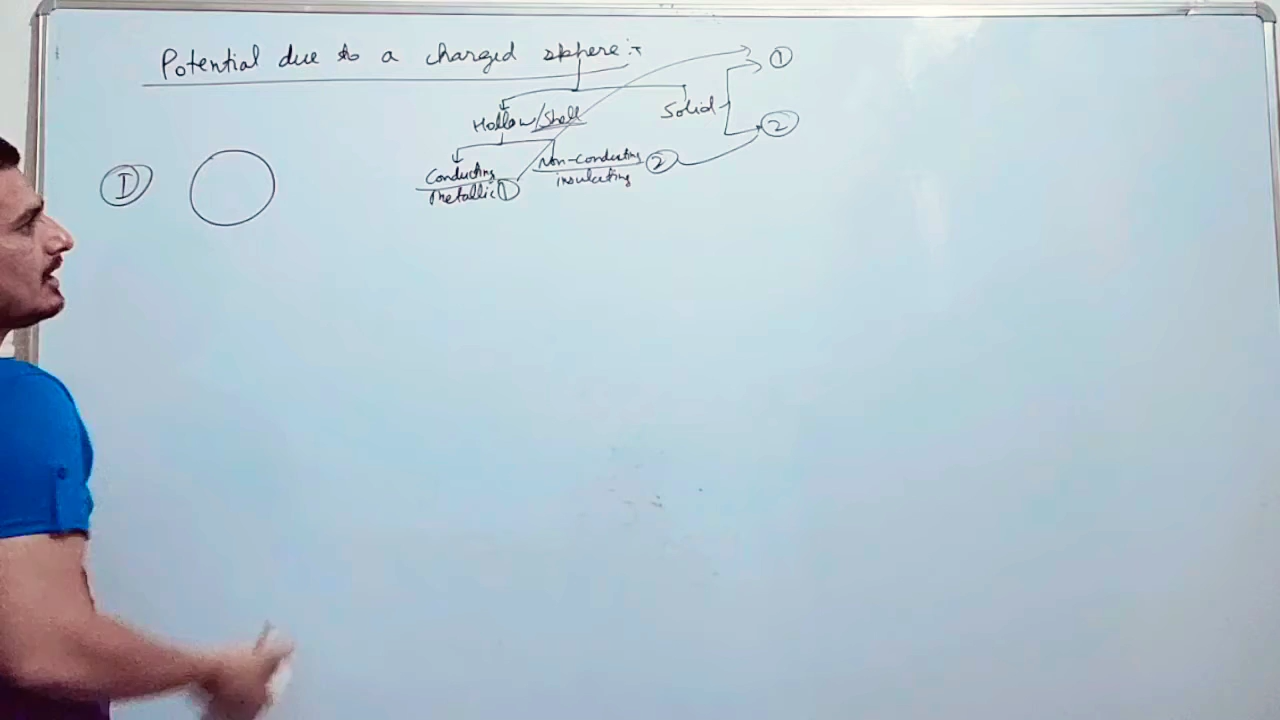 Potential due to a charged sphere :-
Hollow/Shell
Solid
①
②
Conducting
Metallic ①
Non-Conducting
insulating ②
I